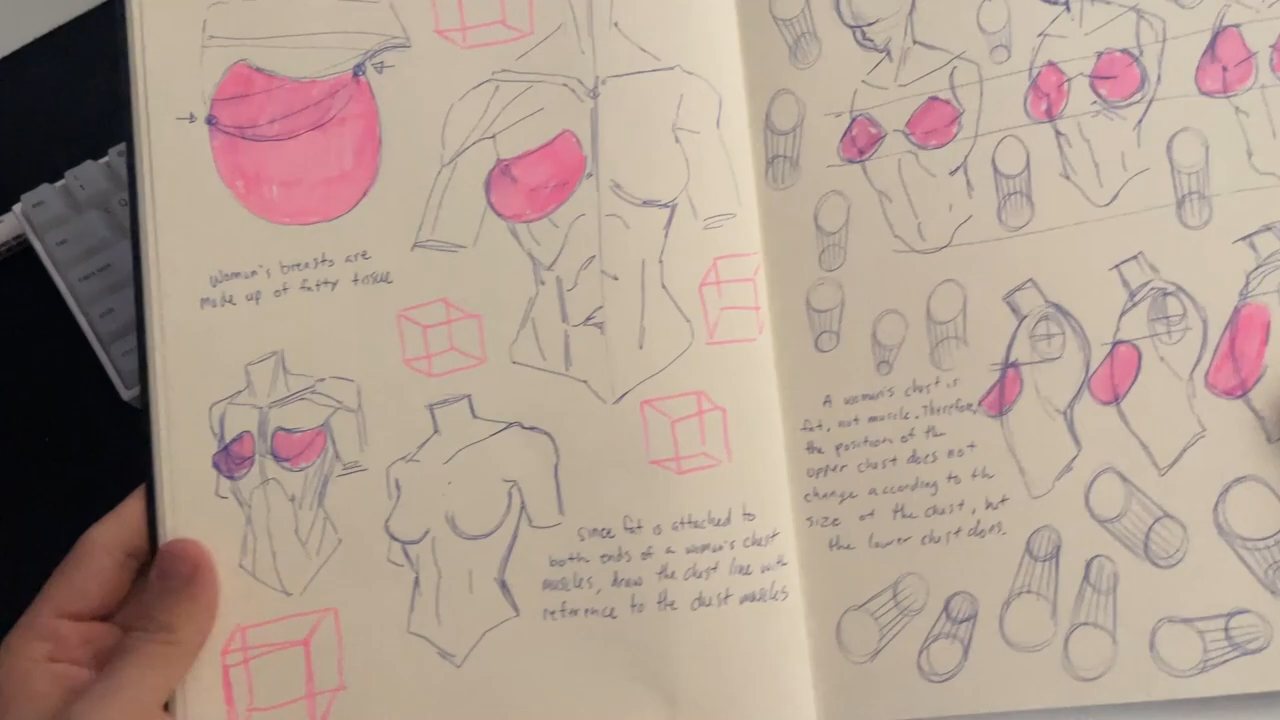 Woman's breasts are
made up of fatty tissue
since fat is attached to
both ends of a woman's chest
muscles, draw the chest line with
reference to the chest muscles
A woman's chest is
fat, not muscle. Therefore,
the position of the
upper chest does not
change according to the
size of the chest, but
the lower chest does.